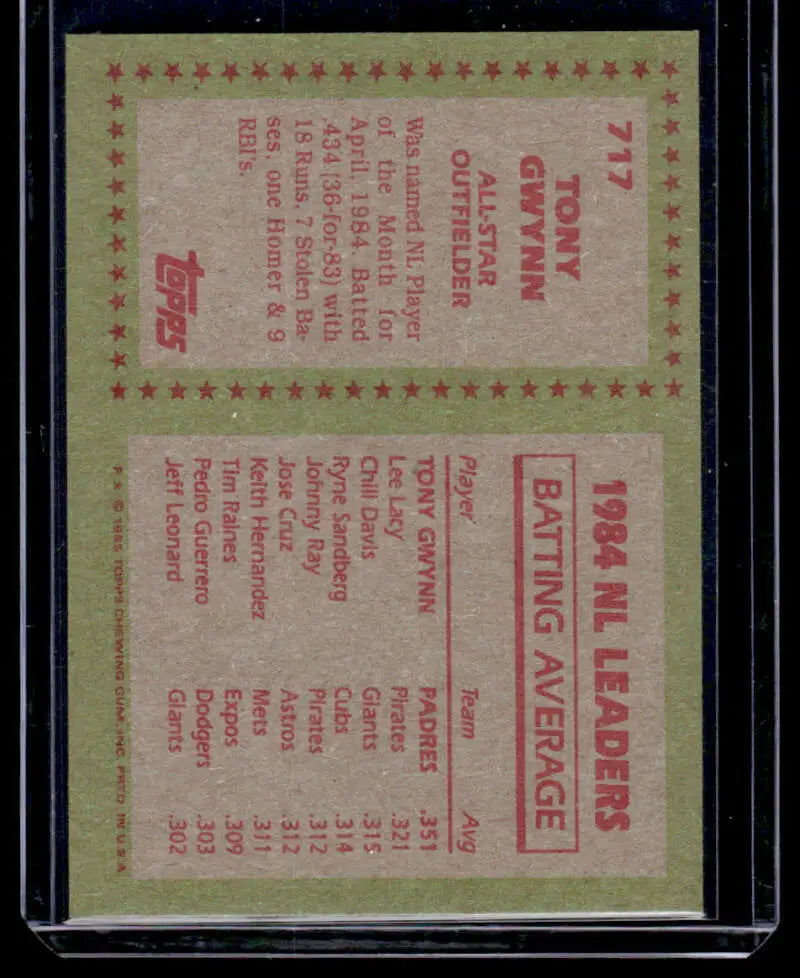 717
TONY
GWYNN
ALL-STAR
OUTFIELDER
Was named NL Player
of the Month for
April, 1984. Batted
.434 (36-for-83) with
18 Runs, 7 Stolen Ba-
ses, one Homer & 9
RBI's.
topps
1984 NL LEADERS
BATTING AVERAGE
Player Team Avg
TONY GWYNN PADRES .351
Lee Lacy Pirates .321
Chili Davis Giants .315
Ryne Sandberg Cubs .314
Johnny Ray Pirates .312
Jose Cruz Astros .312
Keith Hernandez Mets .311
Tim Raines Expos .309
Pedro Guerrero Dodgers .303
Jeff Leonard Giants .302
F * © 1985 TOPPS CHEWING GUM, INC. PRTD. IN U.S.A.